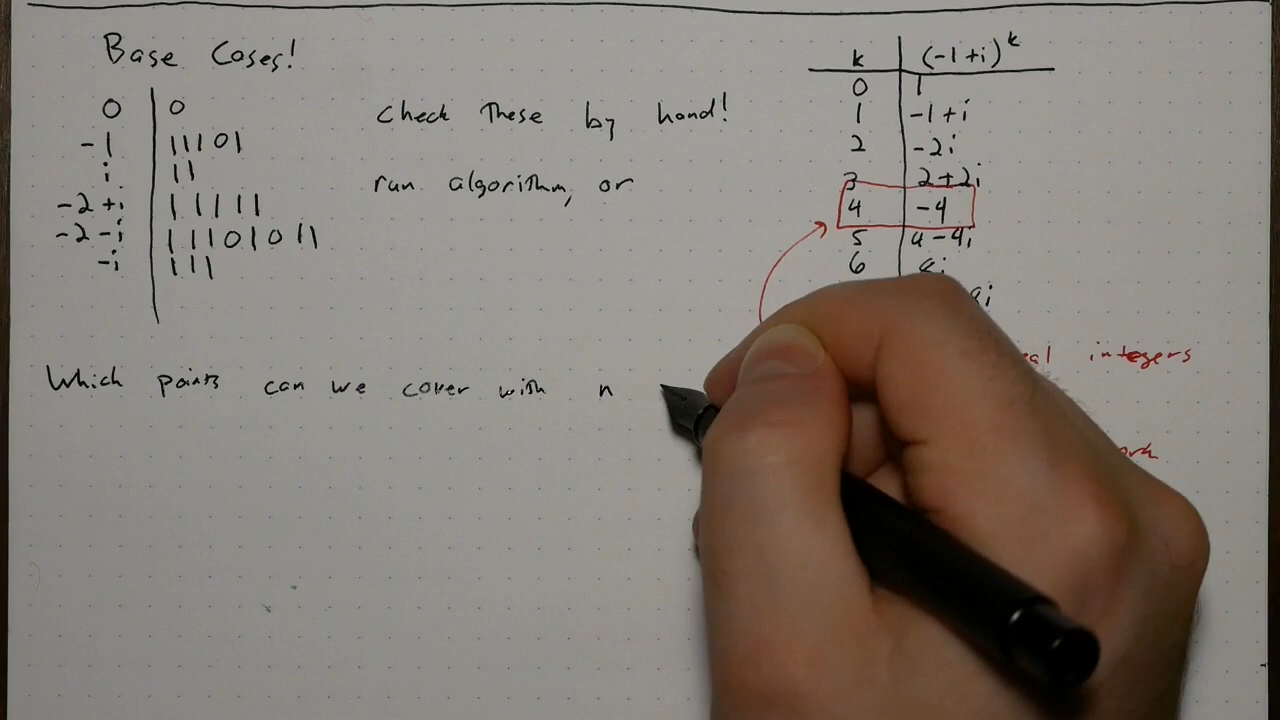 Base Cases!
0 | 0
-1 | 11101
i | 11
-2+i | 11111
-2-i | 11101011
-i | 111
Check these by hand!
run algorithm, or
k | (-1+i)^k
0 | 1
1 | -1+i
2 | -2i
3 | 2+2i
4 | -4
5 | 4-4i
6 | 8i
integers
Which points can we cover with n